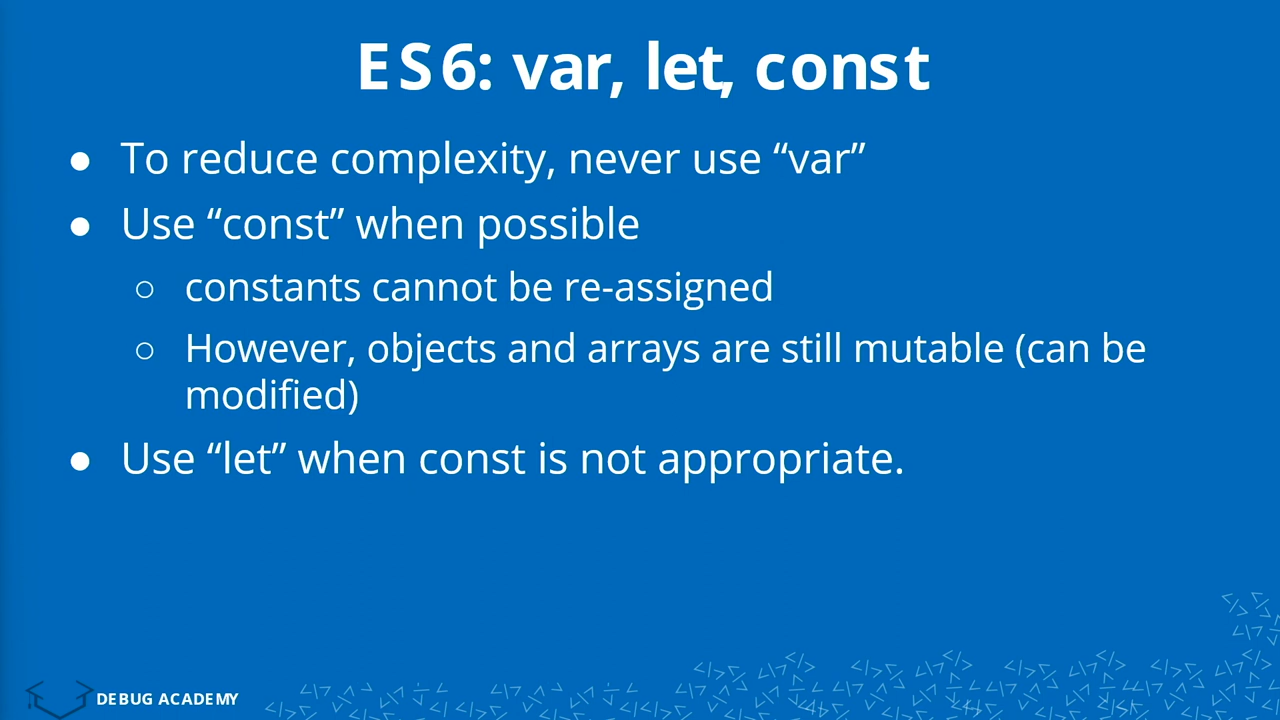 ES6: var, let, const
● To reduce complexity, never use “var”
● Use “const” when possible
○ constants cannot be re-assigned
○ However, objects and arrays are still mutable (can be
modified)
● Use “let” when const is not appropriate.
DEBUG ACADEMY